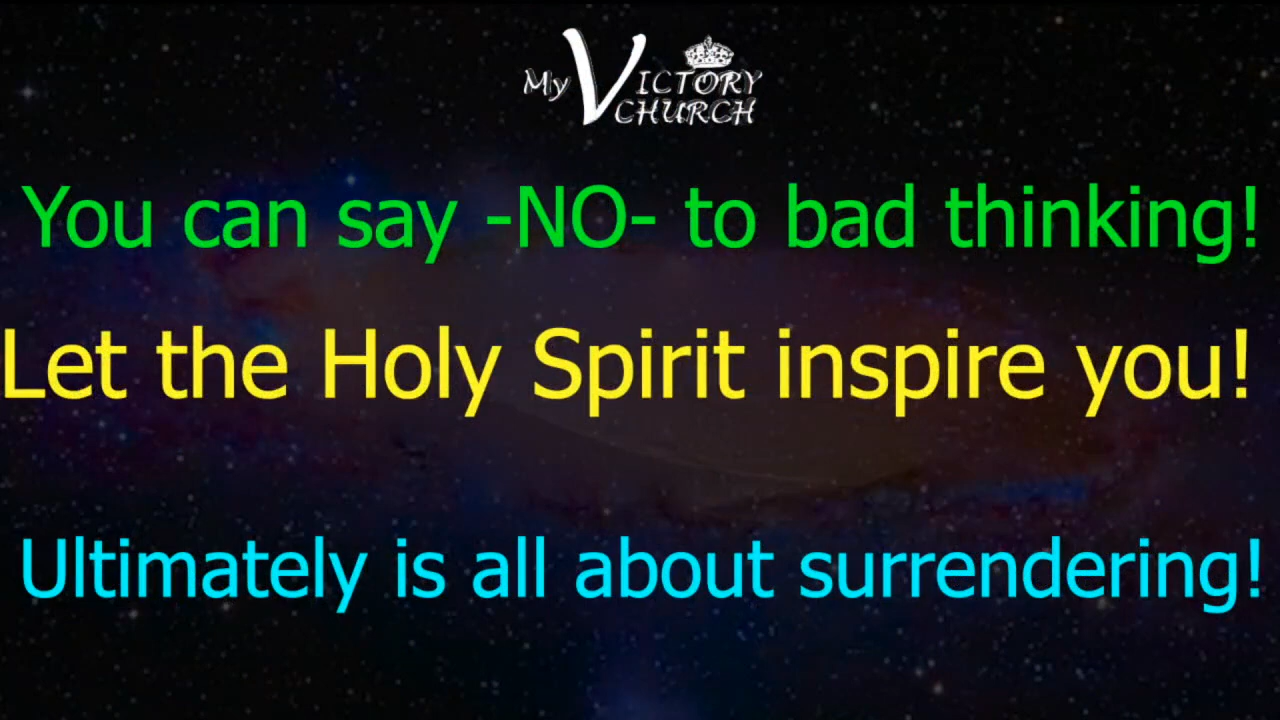 My VICTORY
CHURCH
You can say -NO- to bad thinking!
Let the Holy Spirit inspire you!
Ultimately is all about surrendering!